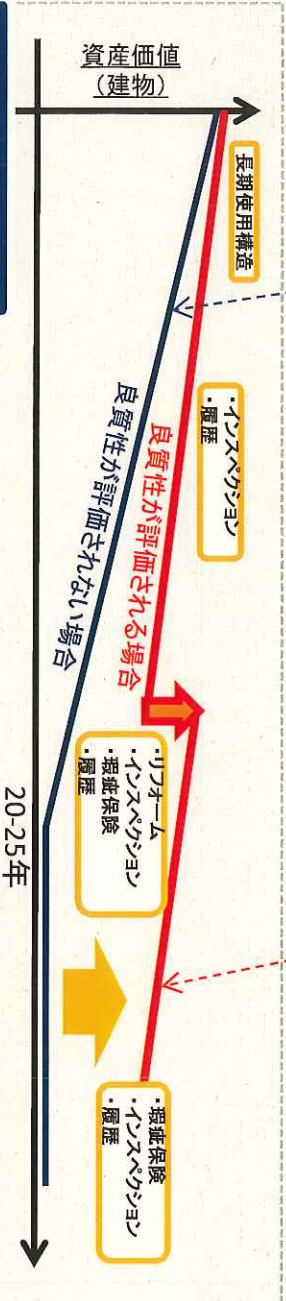 資産価値
（建物）
長期使用構造
・インスペクション
・履歴
良質性が評価される場合
良質性が評価されない場合
・リフォーム
・インスペクション
・瑕疵保険
・履歴
・瑕疵保険
・インスペクション
・履歴
20-25年